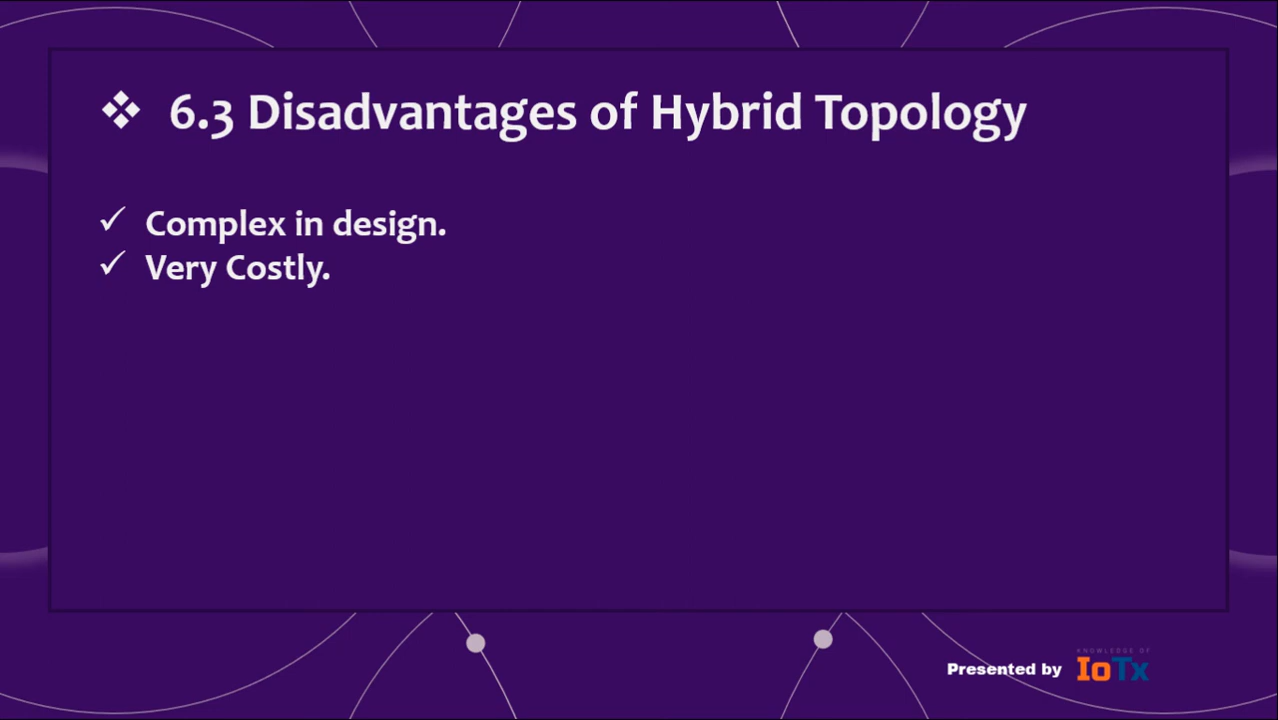 ❖ 6.3 Disadvantages of Hybrid Topology
✓ Complex in design.
✓ Very Costly.
KNOWLEDGE OF
Presented by IoTx